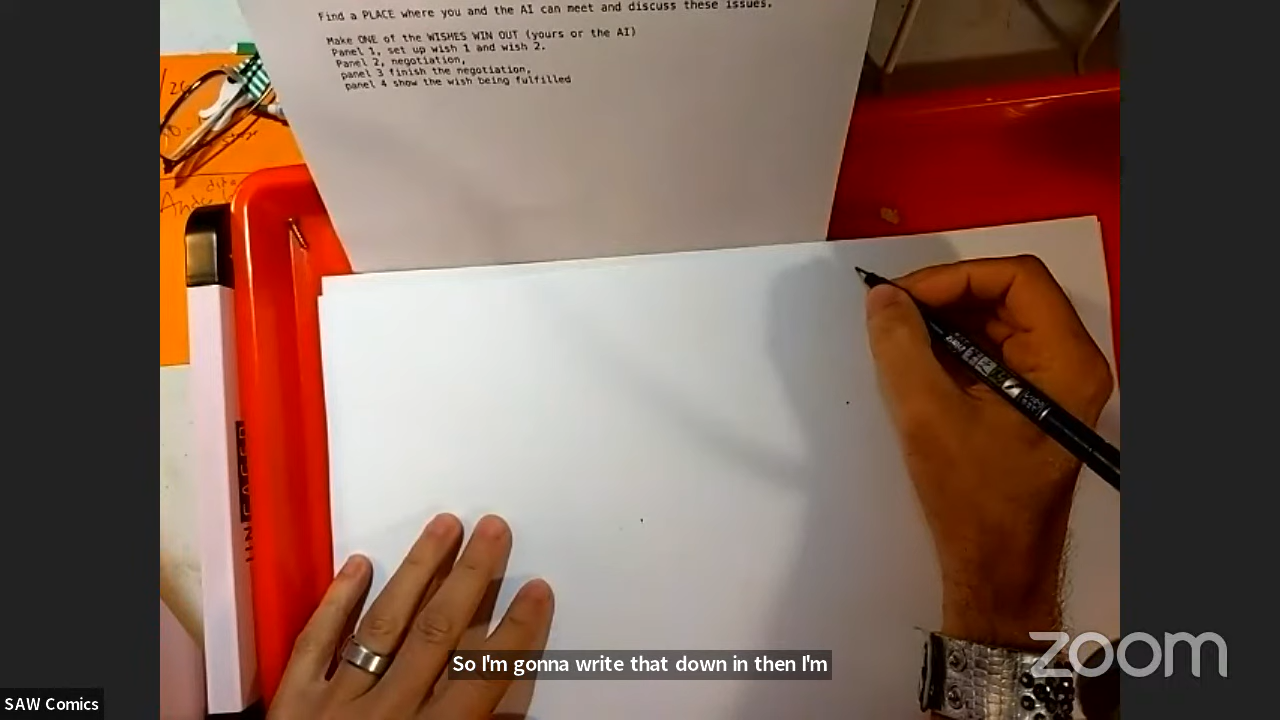 Find a PLACE where you and the AI can meet and discuss these issues.
Make ONE of the WISHES WIN OUT (yours or the AI)
Panel 1, set up wish 1 and wish 2.
Panel 2, negotiation,
panel 3 finish the negotiation,
panel 4 show the wish being fulfilled
So I'm gonna write that down in then I'm
zoom
SAW Comics